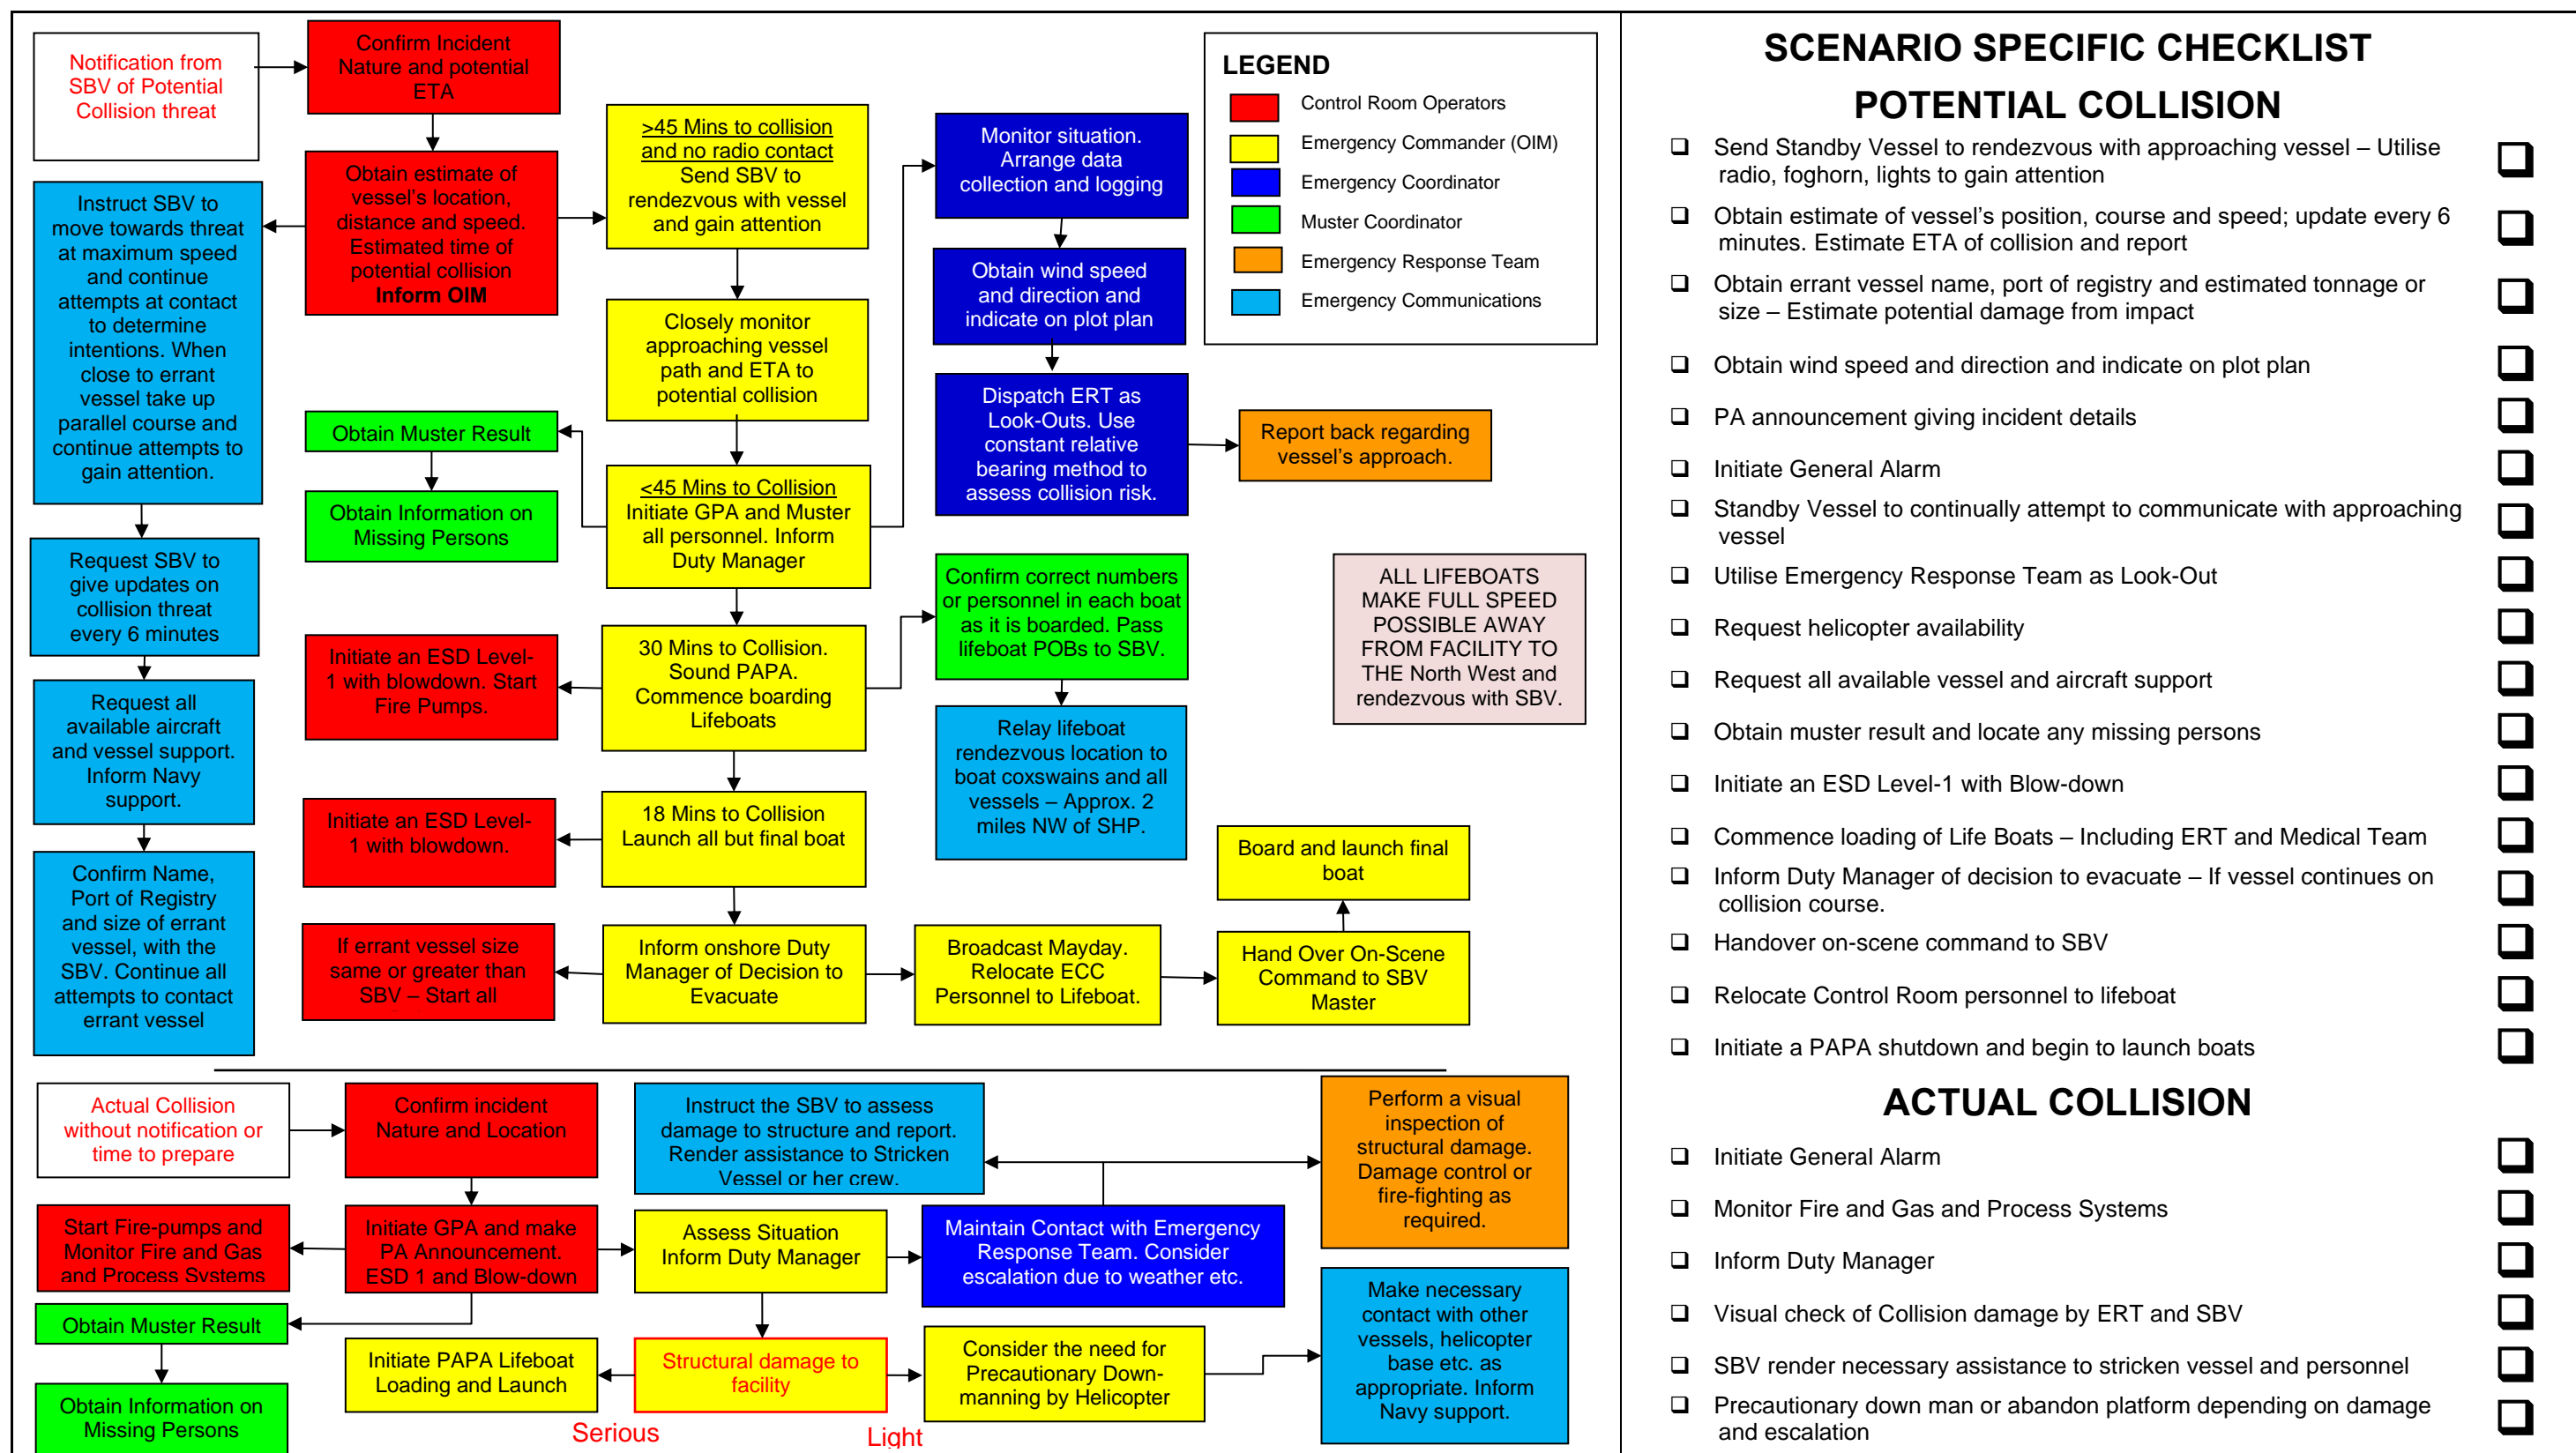 Notification from
SBV of Potential
Collision threat
Confirm Incident
Nature and potential
ETA
Obtain estimate of
vessel's location,
distance and speed.
Estimated time of
potential collision
Inform OIM
Instruct SBV to
move towards threat
at maximum speed
and continue
attempts at contact
to determine
intentions. When
close to errant
vessel take up
parallel course and
continue attempts to
gain attention.
Request SBV to
give updates on
collision threat
every 6 minutes
Request all
available aircraft
and vessel support.
Inform Navy
support.
Confirm Name,
Port of Registry
and size of errant
vessel, with the
SBV. Continue all
attempts to contact
errant vessel
>45 Mins to collision
and no radio contact
Send SBV to
rendezvous with vessel
and gain attention
Closely monitor
approaching vessel
path and ETA to
potential collision
<45 Mins to Collision
Initiate GPA and Muster
all personnel. Inform
Duty Manager
Obtain Muster Result
Obtain Information on
Missing Persons
30 Mins to Collision.
Sound PAPA.
Commence boarding
Lifeboats
Initiate an ESD Level-
1 with blowdown. Start
Fire Pumps.
18 Mins to Collision
Launch all but final boat
Initiate an ESD Level-
1 with blowdown.
Inform onshore Duty
Manager of Decision to
Evacuate
If errant vessel size
same or greater than
SBV – Start all
Monitor situation.
Arrange data
collection and logging
Obtain wind speed
and direction and
indicate on plot plan
Dispatch ERT as
Look-Outs. Use
constant relative
bearing method to
assess collision risk.
Report back regarding
vessel's approach.
Confirm correct numbers
or personnel in each boat
as it is boarded. Pass
lifeboat POBs to SBV.
Relay lifeboat
rendezvous location to
boat coxswains and all
vessels – Approx. 2
miles NW of SHP.
Broadcast Mayday.
Relocate ECC
Personnel to Lifeboat.
Hand Over On-Scene
Command to SBV
Master
Board and launch final
boat
LEGEND
Control Room Operators
Emergency Commander (OIM)
Emergency Coordinator
Muster Coordinator
Emergency Response Team
Emergency Communications
ALL LIFEBOATS
MAKE FULL SPEED
POSSIBLE AWAY
FROM FACILITY TO
THE North West and
rendezvous with SBV.
Actual Collision
without notification or
time to prepare
Confirm incident
Nature and Location
Initiate GPA and make
PA Announcement.
ESD 1 and Blow-down
Start Fire-pumps and
Monitor Fire and Gas
and Process Systems
Obtain Muster Result
Obtain Information on
Missing Persons
Assess Situation
Inform Duty Manager
Instruct the SBV to assess
damage to structure and report.
Render assistance to Stricken
Vessel or her crew.
Maintain Contact with Emergency
Response Team. Consider
escalation due to weather etc.
Perform a visual
inspection of
structural damage.
Damage control or
fire-fighting as
required.
Structural damage to
facility
Initiate PAPA Lifeboat
Loading and Launch
Serious
Light
Consider the need for
Precautionary Down-
manning by Helicopter
Make necessary
contact with other
vessels, helicopter
base etc. as
appropriate. Inform
Navy support.
SCENARIO SPECIFIC CHECKLIST
POTENTIAL COLLISION
Send Standby Vessel to rendezvous with approaching vessel – Utilise
radio, foghorn, lights to gain attention
Obtain estimate of vessel's position, course and speed; update every 6
minutes. Estimate ETA of collision and report
Obtain errant vessel name, port of registry and estimated tonnage or
size – Estimate potential damage from impact
Obtain wind speed and direction and indicate on plot plan
PA announcement giving incident details
Initiate General Alarm
Standby Vessel to continually attempt to communicate with approaching
vessel
Utilise Emergency Response Team as Look-Out
Request helicopter availability
Request all available vessel and aircraft support
Obtain muster result and locate any missing persons
Initiate an ESD Level-1 with Blow-down
Commence loading of Life Boats – Including ERT and Medical Team
Inform Duty Manager of decision to evacuate – If vessel continues on
collision course.
Handover on-scene command to SBV
Relocate Control Room personnel to lifeboat
Initiate a PAPA shutdown and begin to launch boats
ACTUAL COLLISION
Initiate General Alarm
Monitor Fire and Gas and Process Systems
Inform Duty Manager
Visual check of Collision damage by ERT and SBV
SBV render necessary assistance to stricken vessel and personnel
Precautionary down man or abandon platform depending on damage
and escalation